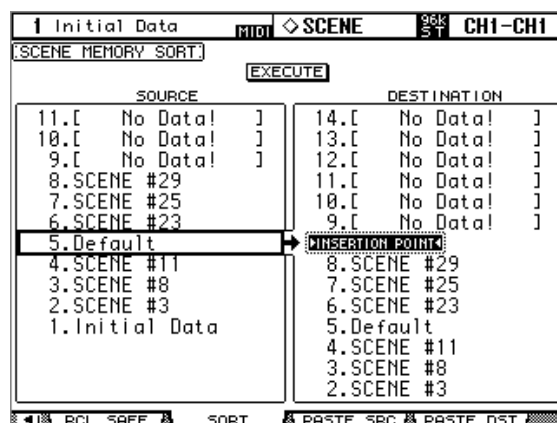 1 Initial Data MIDI ◇SCENE 96K ST CH1-CH1
SCENE MEMORY SORT
EXECUTE
SOURCE
11.[ No Data! ]
10.[ No Data! ]
9.[ No Data! ]
8.SCENE #29
7.SCENE #25
6.SCENE #23
5.Default
4.SCENE #11
3.SCENE #8
2.SCENE #3
1.Initial Data
DESTINATION
14.[ No Data! ]
13.[ No Data! ]
12.[ No Data! ]
11.[ No Data! ]
10.[ No Data! ]
9.[ No Data! ]
INSERTION POINT
8.SCENE #29
7.SCENE #25
6.SCENE #23
5.Default
4.SCENE #11
3.SCENE #8
2.SCENE #3
RCL SAFE SORT PASTE SRC PASTE DST